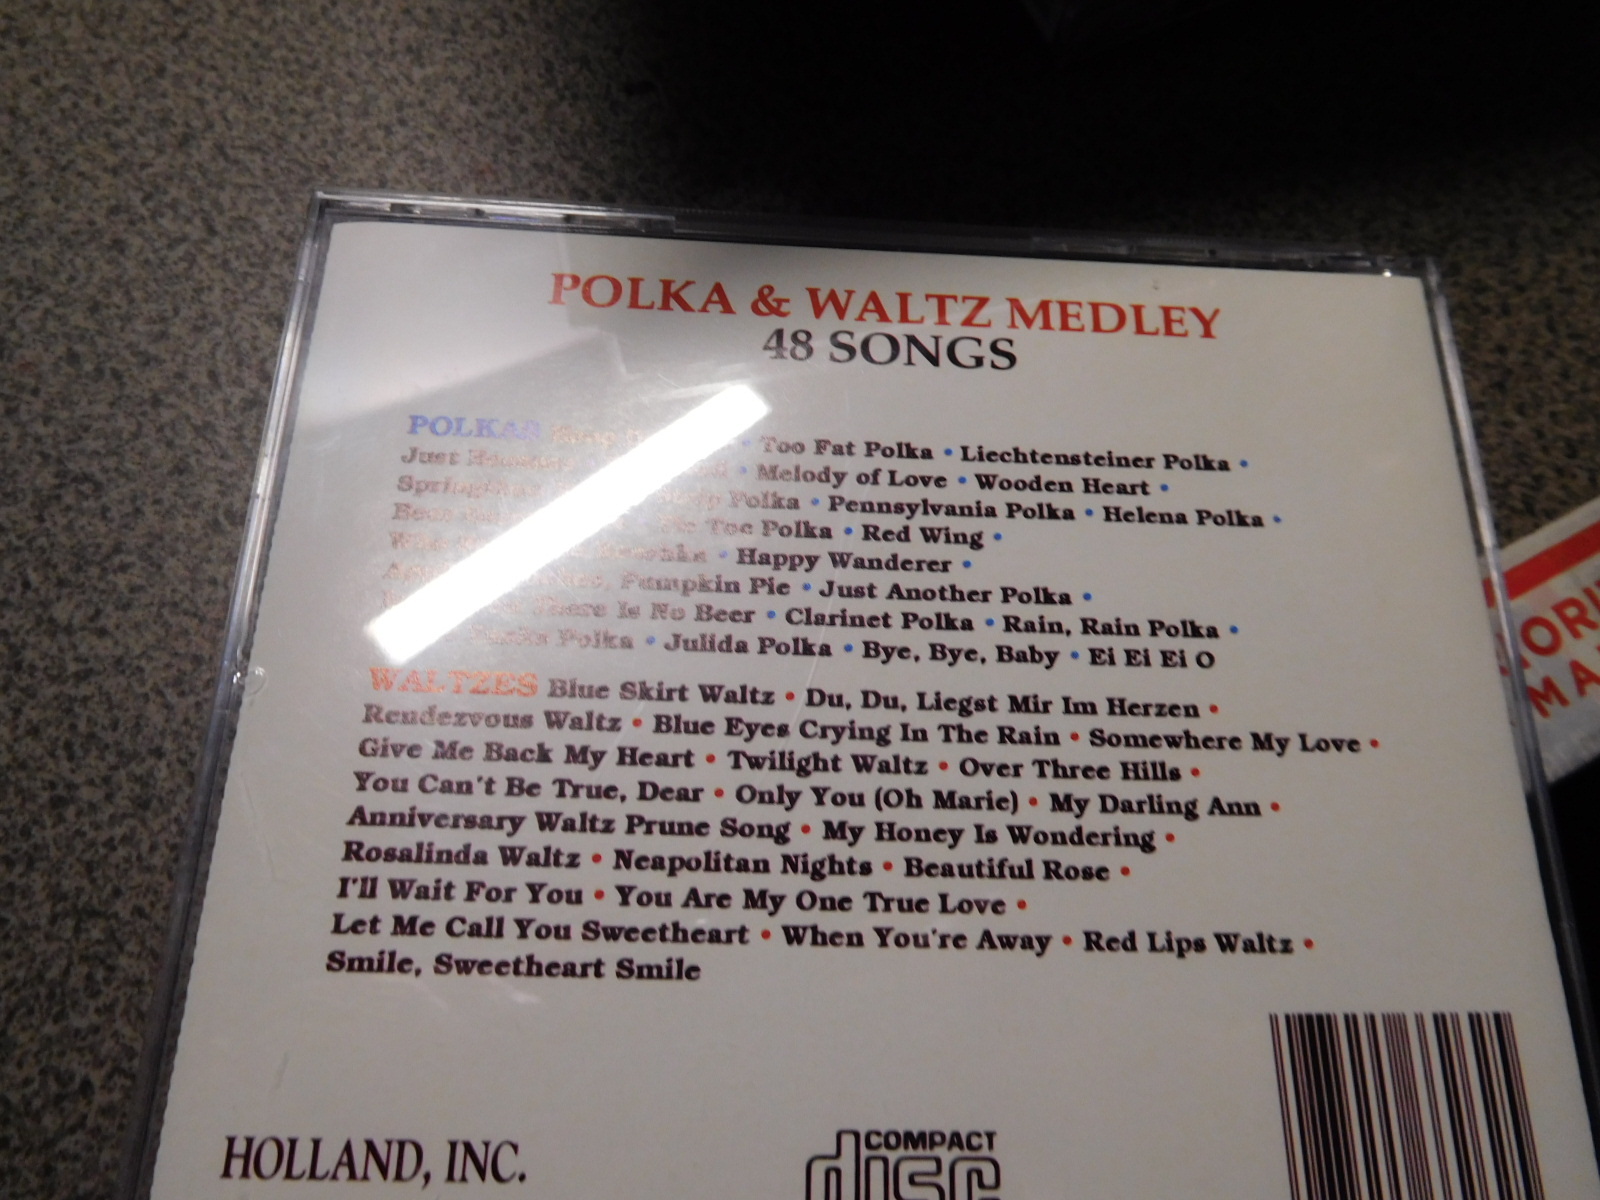 POLKA & WALTZ MEDLEY
48 SONGS
POLKAS • Too Fat Polka • Liechtensteiner Polka •
Just • Melody of Love • Wooden Heart •
Polka • Pennsylvania Polka • Helena Polka •
Tic Toc Polka • Red Wing •
• Happy Wanderer •
Pumpkin Pie • Just Another Polka •
There Is No Beer • Clarinet Polka • Rain, Rain Polka •
Polka • Julida Polka • Bye, Bye, Baby • Ei Ei Ei O
WALTZES Blue Skirt Waltz • Du, Du, Liegst Mir Im Herzen •
Rendezvous Waltz • Blue Eyes Crying In The Rain • Somewhere My Love •
Give Me Back My Heart • Twilight Waltz • Over Three Hills •
You Can't Be True, Dear • Only You (Oh Marie) • My Darling Ann •
Anniversary Waltz Prune Song • My Honey Is Wondering •
Rosalinda Waltz • Neapolitan Nights • Beautiful Rose •
I'll Wait For You • You Are My One True Love •
Let Me Call You Sweetheart • When You're Away • Red Lips Waltz •
Smile, Sweetheart Smile
HOLLAND, INC.
COMPACT
disc